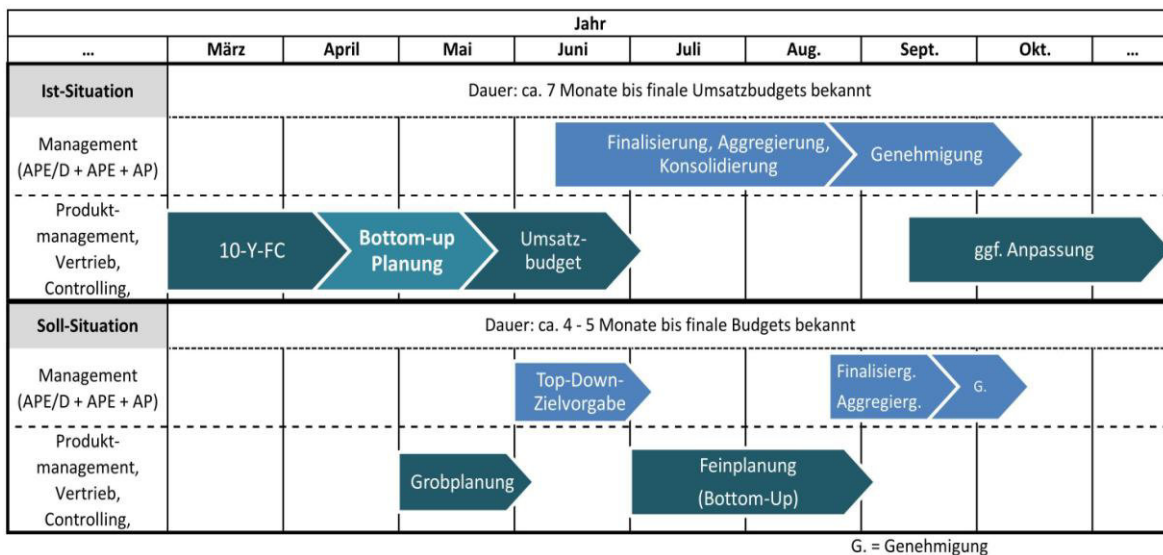 Jahr
... März April Mai Juni Juli Aug. Sept. Okt. ...
Ist-Situation
Dauer: ca. 7 Monate bis finale Umsatzbudgets bekannt
Management
(APE/D + APE + AP)
Finalisierung, Aggregierung,
Konsolidierung
Genehmigung
Produkt-
management,
Vertrieb,
Controlling,
10-Y-FC
Bottom-up
Planung
Umsatz-
budget
ggf. Anpassung
Soll-Situation
Dauer: ca. 4 - 5 Monate bis finale Budgets bekannt
Management
(APE/D + APE + AP)
Top-Down-
Zielvorgabe
Finalisierg.
Aggregierg.
G.
Produkt-
management,
Vertrieb,
Controlling,
Grobplanung
Feinplanung
(Bottom-Up)
G. = Genehmigung